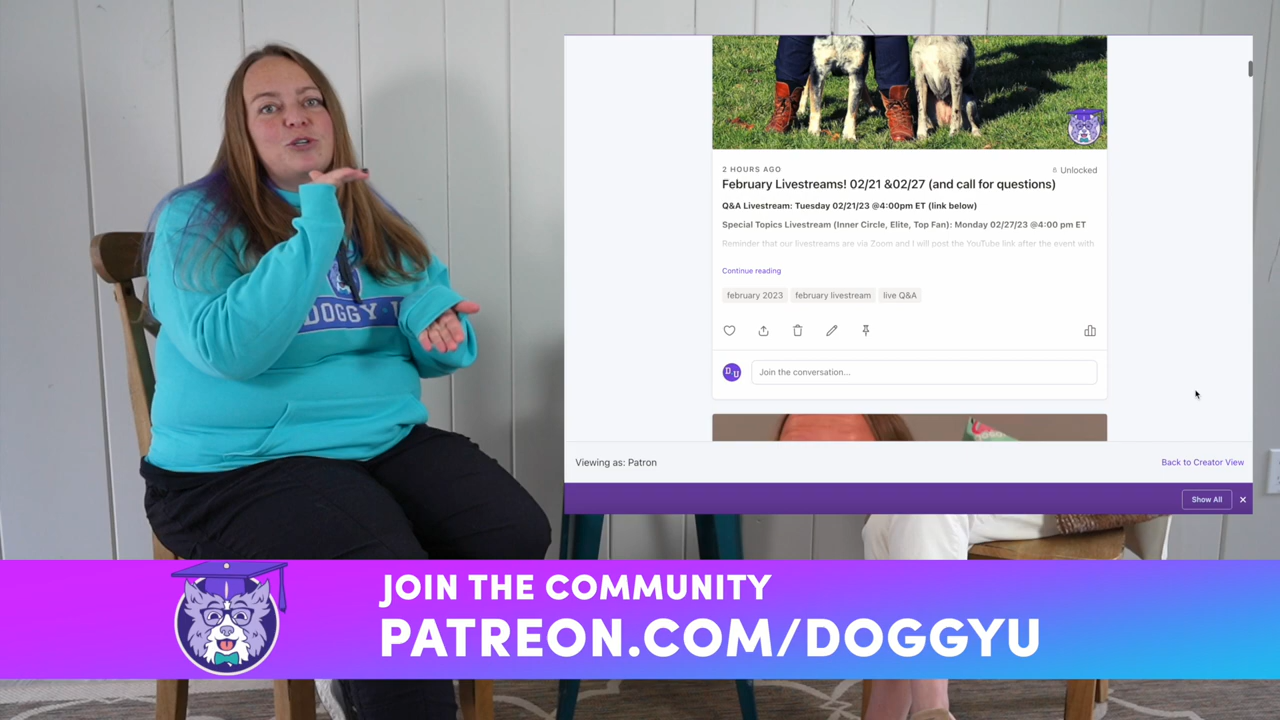 DOGGY U
2 HOURS AGO
Unlocked
February Livestreams! 02/21 &02/27 (and call for questions)
Q&A Livestream: Tuesday 02/21/23 @4:00pm ET (link below)
Special Topics Livestream (Inner Circle, Elite, Top Fan): Monday 02/27/23 @4:00 pm ET
Reminder that our livestreams are via Zoom and I will post the YouTube link after the event with
Continue reading
february 2023
february livestream
live Q&A
D U
Join the conversation...
Viewing as: Patron
Back to Creator View
Show All
JOIN THE COMMUNITY
PATREON.COM/DOGGYU